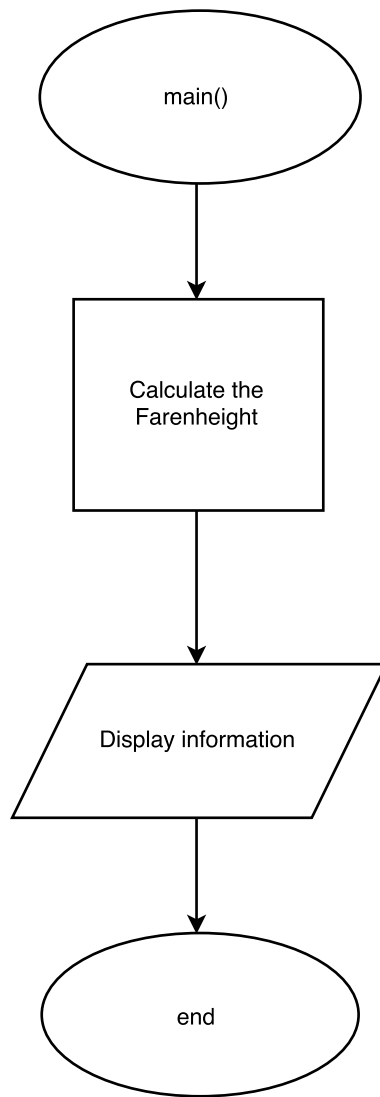 main()
Calculate the
Farenheight
Display information
end